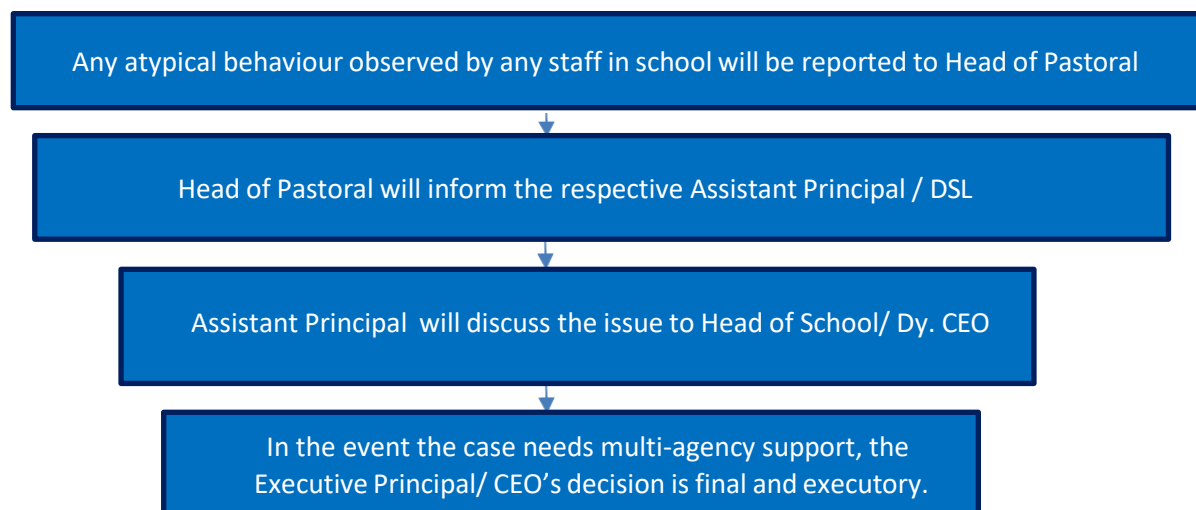 Any atypical behaviour observed by any staff in school will be reported to Head of Pastoral
Head of Pastoral will inform the respective Assistant Principal / DSL
Assistant Principal  will discuss the issue to Head of School/ Dy. CEO
In the event the case needs multi-agency support, the
Executive Principal/ CEO’s decision is final and executory.